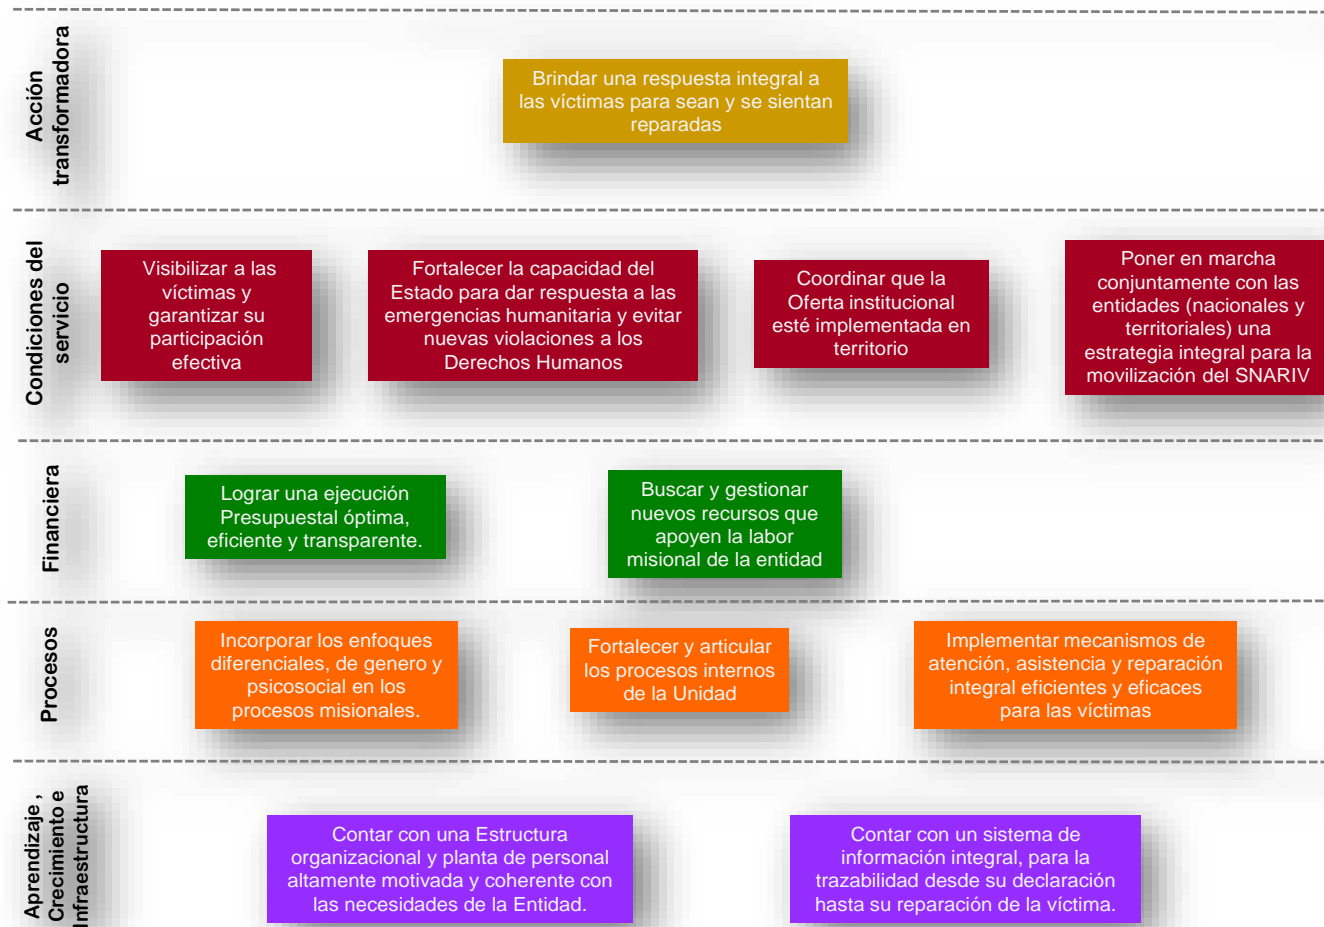 Acción
transformadora
Brindar una respuesta integral a
las víctimas para sean y se sientan
reparadas
Condiciones del
servicio
Visibilizar a las
víctimas y
garantizar su
participación
efectiva
Fortalecer la capacidad del
Estado para dar respuesta a las
emergencias humanitaria y evitar
nuevas violaciones a los
Derechos Humanos
Coordinar que la
Oferta institucional
esté implementada en
territorio
Poner en marcha
conjuntamente con las
entidades (nacionales y
territoriales) una
estrategia integral para la
movilización del SNARIV
Financiera
Lograr una ejecución
Presupuestal óptima,
eficiente y transparente.
Buscar y gestionar
nuevos recursos que
apoyen la labor
misional de la entidad
Procesos
Incorporar los enfoques
diferenciales, de genero y
psicosocial en los
procesos misionales.
Fortalecer y articular
los procesos internos
de la Unidad
Implementar mecanismos de
atención, asistencia y reparación
integral eficientes y eficaces
para las víctimas
Aprendizaje ,
Crecimiento e
Infraestructura
Contar con una Estructura
organizacional y planta de personal
altamente motivada y coherente con
las necesidades de la Entidad.
Contar con un sistema de
información integral, para la
trazabilidad desde su declaración
hasta su reparación de la víctima.